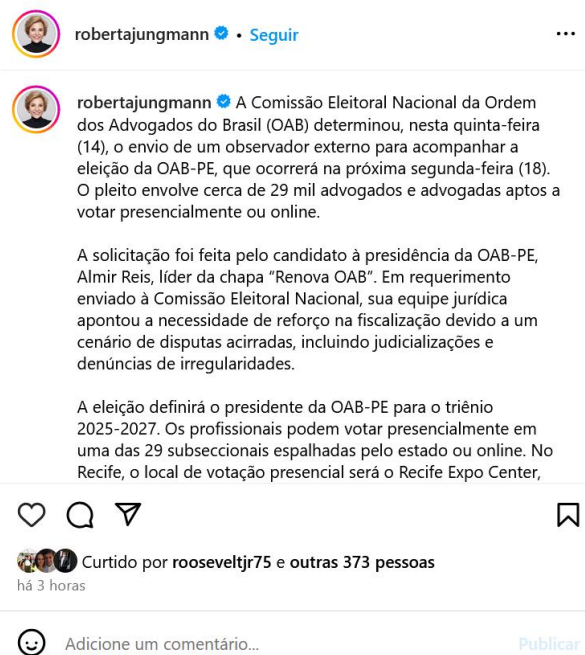 robertajungmann • Seguir
robertajungmann A Comissão Eleitoral Nacional da Ordem
dos Advogados do Brasil (OAB) determinou, nesta quinta-feira
(14), o envio de um observador externo para acompanhar a
eleição da OAB-PE, que ocorrerá na próxima segunda-feira (18).
O pleito envolve cerca de 29 mil advogados e advogadas aptos a
votar presencialmente ou online.
A solicitação foi feita pelo candidato à presidência da OAB-PE,
Almir Reis, líder da chapa “Renova OAB”. Em requerimento
enviado à Comissão Eleitoral Nacional, sua equipe jurídica
apontou a necessidade de reforço na fiscalização devido a um
cenário de disputas acirradas, incluindo judicializações e
denúncias de irregularidades.
A eleição definirá o presidente da OAB-PE para o triênio
2025-2027. Os profissionais podem votar presencialmente em
uma das 29 subseccionais espalhadas pelo estado ou online. No
Recife, o local de votação presencial será o Recife Expo Center,
Curtido por rooseveltjr75 e outras 373 pessoas
há 3 horas
Adicione um comentário... Publicar